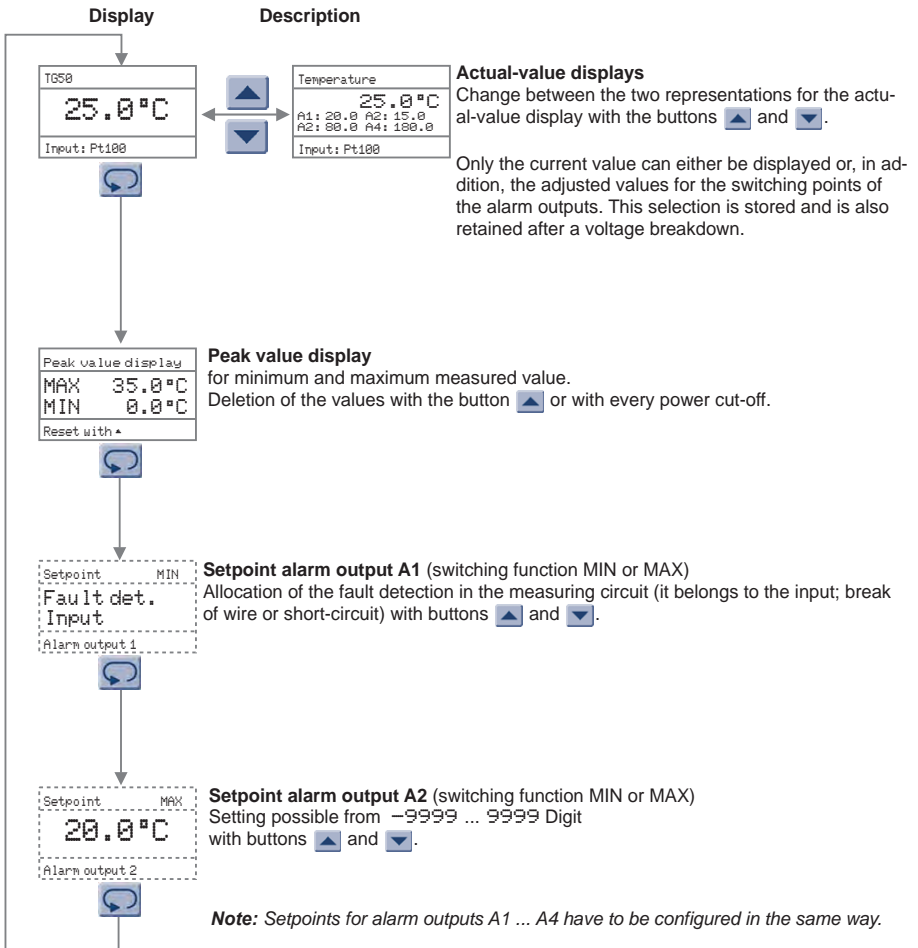 Display Description
TG50
25.0°C
Input: Pt100
Temperature
25.0°C
A1: 20.0 A2: 15.0
A2: 80.0 A4: 180.0
Input: Pt100
Actual-value displays
Change between the two representations for the actu-
al-value display with the buttons ▲ and ▼.
Only the current value can either be displayed or, in ad-
dition, the adjusted values for the switching points of
the alarm outputs. This selection is stored and is also
retained after a voltage breakdown.
Peak value display
MAX 35.0°C
MIN 0.0°C
Reset with ▲
Peak value display
for minimum and maximum measured value.
Deletion of the values with the button ▲ or with every power cut-off.
Setpoint MIN
Fault det.
Input
Alarm output 1
Setpoint alarm output A1 (switching function MIN or MAX)
Allocation of the fault detection in the measuring circuit (it belongs to the input; break
of wire or short-circuit) with buttons ▲ and ▼.
Setpoint MAX
20.0°C
Alarm output 2
Setpoint alarm output A2 (switching function MIN or MAX)
Setting possible from -9999 ... 9999 Digit
with buttons ▲ and ▼.
Note: Setpoints for alarm outputs A1 ... A4 have to be configured in the same way.